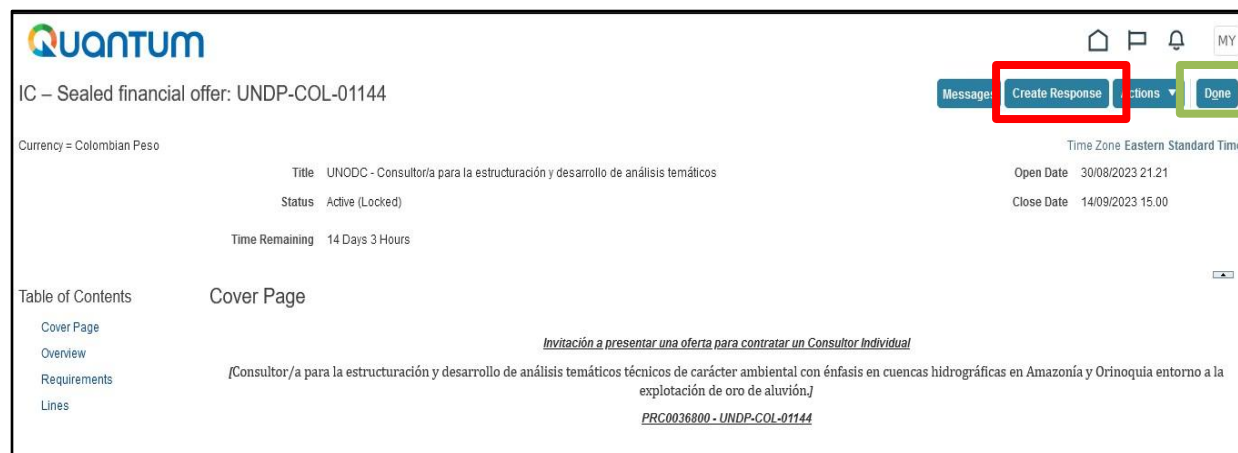 QUANTUM
MY
IC – Sealed financial offer: UNDP-COL-01144
Messages Create Response Actions Done
Currency = Colombian Peso
Time Zone Eastern Standard Time
Title UNODC - Consultor/a para la estructuración y desarrollo de análisis temáticos
Open Date 30/08/2023 21.21
Status Active (Locked)
Close Date 14/09/2023 15.00
Time Remaining 14 Days 3 Hours
Table of Contents
Cover Page
Overview
Requirements
Lines
Cover Page
Invitación a presentar una oferta para contratar un Consultor Individual
[Consultor/a para la estructuración y desarrollo de análisis temáticos técnicos de carácter ambiental con énfasis en cuencas hidrográficas en Amazonía y Orinoquia entorno a la
explotación de oro de aluvión.]
PRC0036800 - UNDP-COL-01144